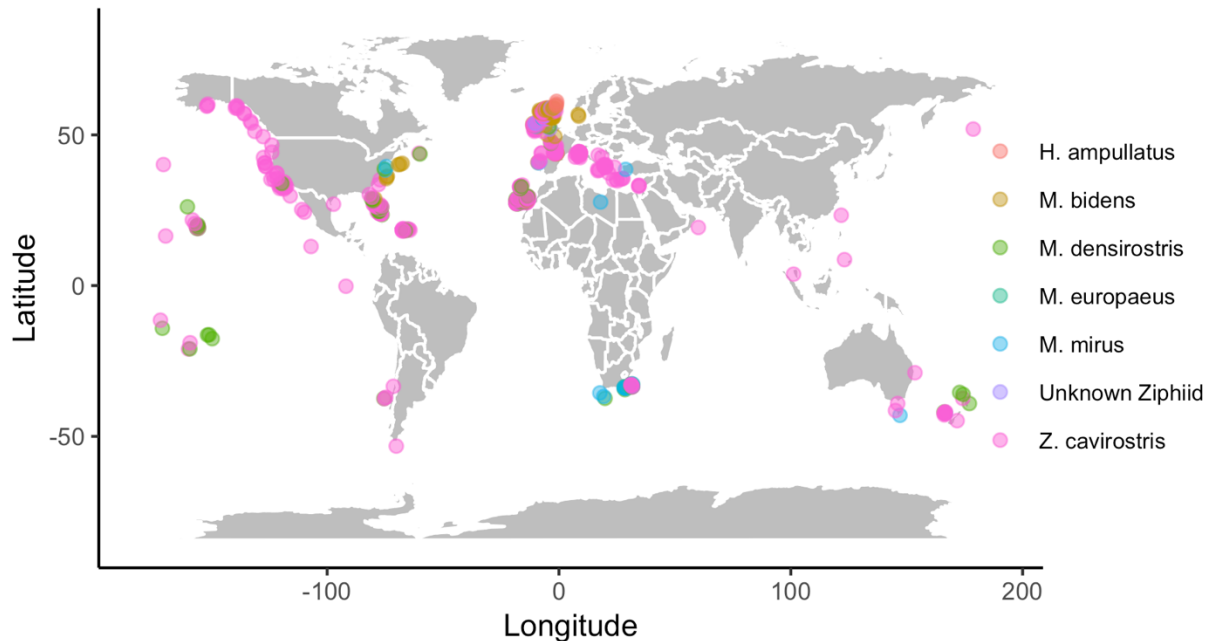 50
0
-50
Latitude
-100
0
100
200
Longitude
H. ampullatus
M. bidens
M. densirostris
M. europaeus
M. mirus
Unknown Ziphiid
Z. cavirostris